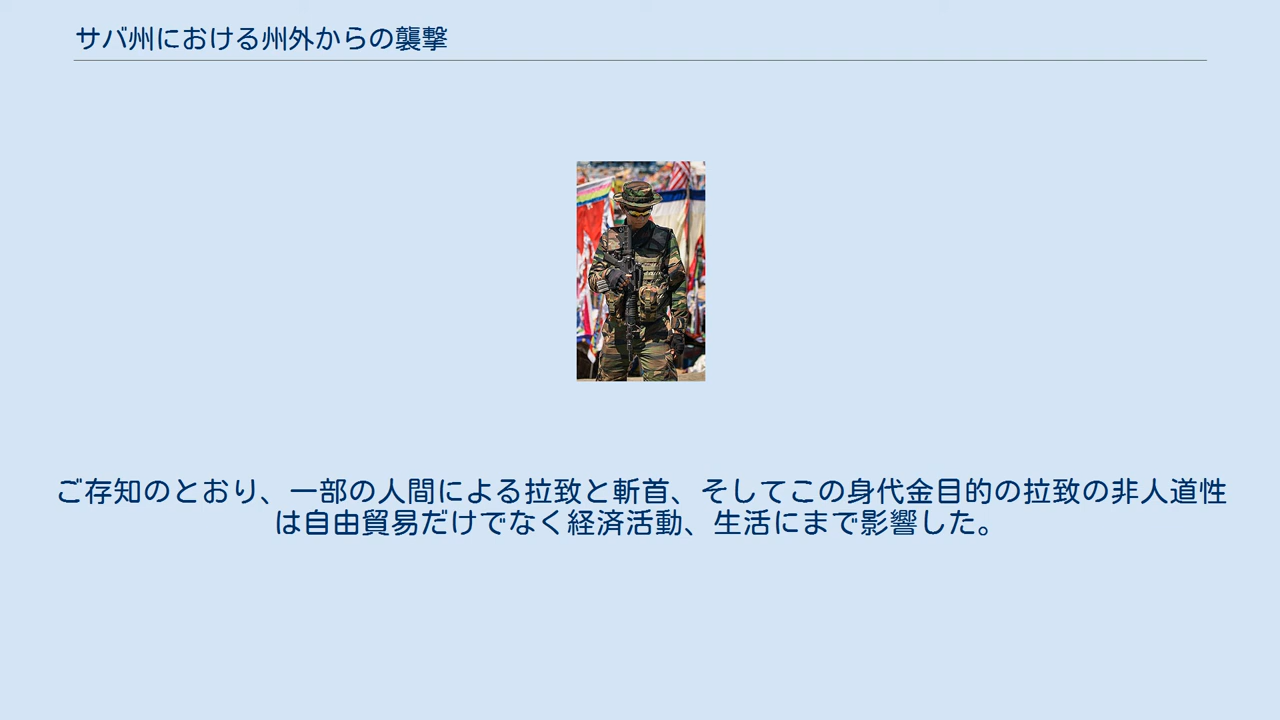 サバ州における州外からの襲撃
ご存知のとおり、一部の人間による拉致と斬首、そしてこの身代金目的の拉致の非人道性
は自由貿易だけでなく経済活動、生活にまで影響した。